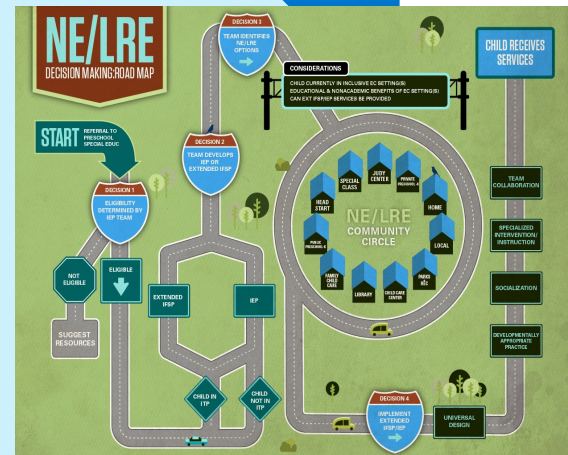 NE/LRE
DECISION MAKING:ROAD MAP
START
REFERRAL TO
PRESCHOOL
SPECIAL EDUC
DECISION 1
ELIGIBILITY
DETERMINED BY
IEP TEAM
NOT
ELIGIBLE
SUGGEST
RESOURCES
ELIGIBLE
DECISION 2
TEAM DEVELOPS
IEP OR
EXTENDED IFSP
EXTENDED
IFSP
IEP
CHILD IN
ITP
CHILD
NOT IN
ITP
DECISION 3
TEAM IDENTIFIES
NE/LRE
OPTIONS
CONSIDERATIONS
CHILD CURRENTLY IN INCLUSIVE EC SETTING(S)
EDUCATIONAL & NONACADEMIC BENEFITS OF EC SETTING(S)
CAN EXT IFSP/IEP SERVICES BE PROVIDED
NE/LRE
COMMUNITY
CIRCLE
HEAD
START
SPECIAL
CLASS
JUDY
CENTER
PRIVATE
PRESCHOOL
HOME
LOCAL
PARKS
& REC
CHILD CARE
CENTER
LIBRARY
FAMILY
CHILD
CARE
PUBLIC
PRESCHOOL
DECISION 4
IMPLEMENT
EXTENDED
IFSP/IEP
UNIVERSAL
DESIGN
DEVELOPMENTALLY
APPROPRIATE
PRACTICE
SOCIALIZATION
SPECIALIZED
INTERVENTION/
INSTRUCTION
TEAM
COLLABORATION
CHILD RECEIVES
SERVICES